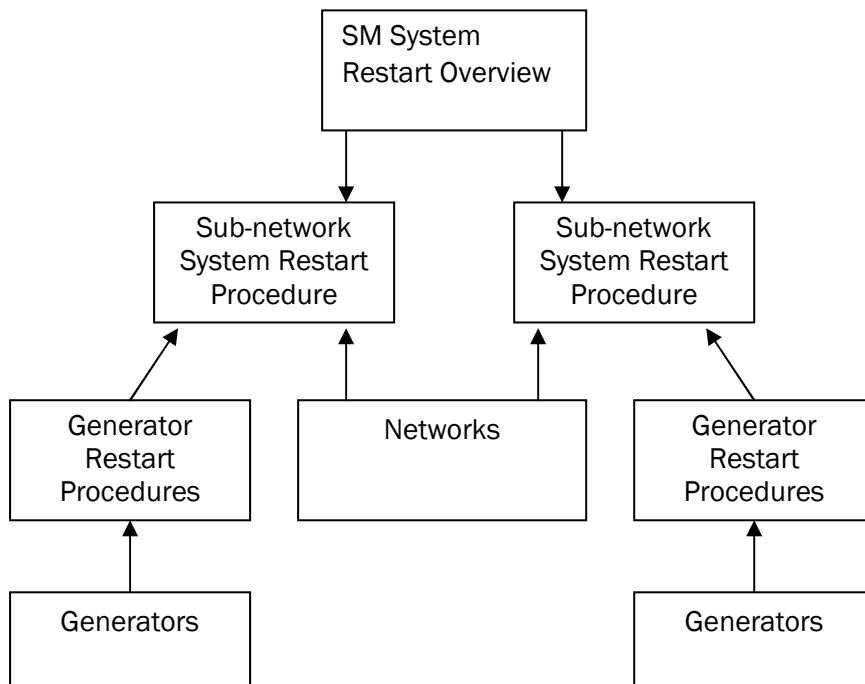 SM System
Restart Overview
Sub-network
System Restart
Procedure
Sub-network
System Restart
Procedure
Generator
Restart
Procedures
Networks
Generator
Restart
Procedures
Generators
Generators